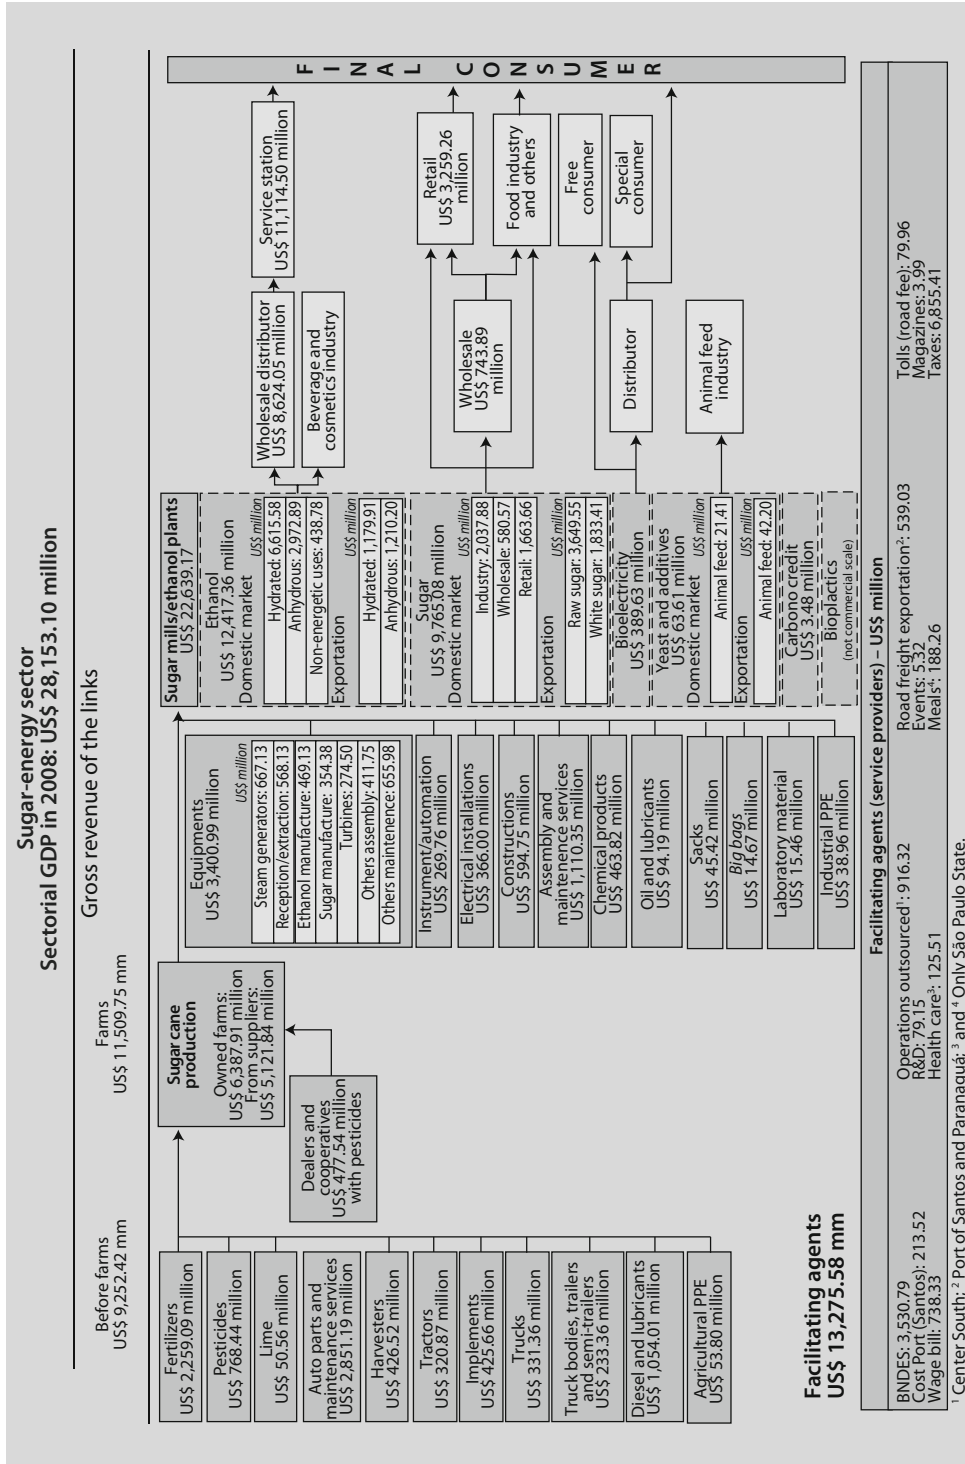 Sugar-energy sector
Sectorial GDP in 2008: US$ 28,153.10 million
Gross revenue of the links
Before farms
US$ 9,252.42 mm
Farms
US$ 11,509.75 mm
Fertilizers
US$ 2,259.09 million
Pesticides
US$ 768.44 million
Lime
US$ 50.56 million
Auto parts and
maintenance services
US$ 2,851.19 million
Harvesters
US$ 426.52 million
Tractors
US$ 320.87 million
Implements
US$ 425.66 million
Trucks
US$ 331.36 million
Truck bodies, trailers
and semi-trailers
US$ 233.36 million
Diesel and lubricants
US$ 1,054.01 million
Agricultural PPE
US$ 53.80 million
Sugar cane
production
Owned farms:
US$ 6,387.91 million
From suppliers:
US$ 5,121.84 million
Dealers and
cooperatives
US$ 477.54 million
with pesticides
Equipments
US$ 3,400.99 million
US$ million
Steam generators: 667.13
Reception/extraction: 568.13
Ethanol manufacture: 469.13
Sugar manufacture: 354.38
Turbines: 274.50
Others assembly: 411.75
Others maintenence: 655.98
Instrument/automation
US$ 269.76 million
Electrical installations
US$ 366.00 million
Constructions
US$ 594.75 million
Assembly and
maintenence services
US$ 1,110.35 million
Chemical products
US$ 463.82 million
Oil and lubricants
US$ 94.19 million
Sacks
US$ 45.42 million
Big bags
US$ 14.67 million
Laboratory material
US$ 15.46 million
Industrial PPE
US$ 38.96 million
Sugar mills/ethanol plants
US$ 22,639.17
Ethanol
US$ 12,417.36 million
Domestic market
US$ million
Hydrated: 6,615.58
Anhydrous: 2,972.89
Non-energetic uses: 438.78
Exportation
US$ million
Hydrated: 1,179.91
Anhydrous: 1,210.20
Sugar
US$ 9,765.08 million
Domestic market
US$ million
Industry: 2,037.88
Wholesale: 580.57
Retail: 1,663.66
Exportation
US$ million
Raw sugar: 3,649.55
White sugar: 1,833.41
Bioelectricity
US$ 389.63 million
Yeast and additives
US$ 63.61 million
Domestic market
US$ million
Animal feed: 21.41
Exportation
US$ million
Animal feed: 42.20
Carbono credit
US$ 3.48 million
Bioplactics
(not commercial scale)
Wholesale distributor
US$ 8,624.05 million
Beverage and
cosmetics industry
Service station
US$ 11,114.50 million
Wholesale
US$ 743.89
million
Retail
US$ 3,259.26
million
Food industry
and others
Distributor
Free
consumer
Special
consumer
Animal feed
industry
FINAL CONSUMER
Facilitating agents
US$ 13,275.58 mm
Facilitating agents (service providers) – US$ million
BNDES: 3,530.79
Cost Port (Santos): 213.52
Wage bill: 738.33
Operations outsourced¹: 916.32
R&D: 79.15
Health care³: 125.51
Road freight exportation²: 539.03
Events: 5.32
Meals⁴: 188.26
Tolls (road fee): 79.96
Magazines: 3.99
Taxes: 6,855.41
¹ Center South; ² Port of Santos and Paranaguá; ³ and ⁴ Only São Paulo State.